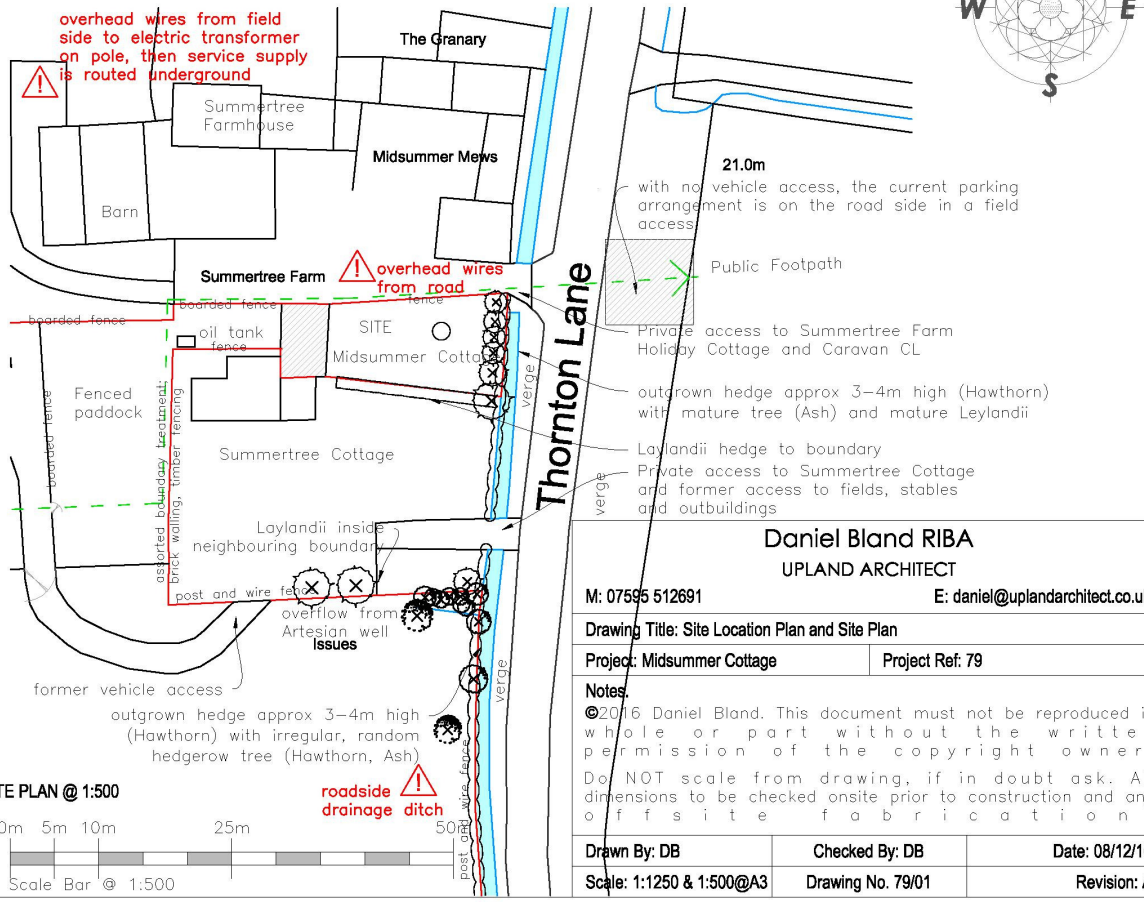 overhead wires from field
side to electric transformer
on pole, then service supply
is routed underground
The Granary
W
E
S
Summertree
Farmhouse
Midsummer Mews
21.0m
with no vehicle access, the current parking
arrangement is on the road side in a field
access
Barn
Public Footpath
Summertree Farm
overhead wires
from road
boarded fence
fence
boarded fence
oil tank
fence
SITE
Midsummer
Private access to Summertree Farm
Holiday Cottage and Caravan CL
Thornton Lane
verge
Fenced
paddock
boarded fence
assorted boundary treatment;
brick walling, timber fencing
outgrown hedge approx 3-4m high (Hawthorn)
with mature tree (Ash) and mature Leylandii
Laylandii hedge to boundary
Summertree Cottage
Private access to Summertree Cottage
and former access to fields, stables
and outbuildings
verge
Laylandii inside
neighbouring boundary
post and wire fence
overflow from
Artesian well
Issues
former vehicle access
verge
outgrown hedge approx 3-4m high
(Hawthorn) with irregular, random
hedgerow tree (Hawthorn, Ash)
post and wire fence
roadside
drainage ditch
TE PLAN @ 1:500
0m 5m 10m 25m 50m
Scale Bar @ 1:500
Daniel Bland RIBA
UPLAND ARCHITECT
M: 07595 512691 E: daniel@uplandarchitect.co.u
Drawing Title: Site Location Plan and Site Plan
Project: Midsummer Cottage Project Ref: 79
Notes.
©2016 Daniel Bland. This document must not be reproduced i
whole or part without the writte
permission of the copyright owner
Do NOT scale from drawing, if in doubt ask. A
dimensions to be checked onsite prior to construction and an
offsite fabrication
Drawn By: DB Checked By: DB Date: 08/12/1
Scale: 1:1250 & 1:500@A3 Drawing No. 79/01 Revision: